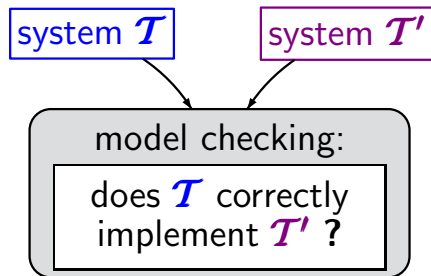 system 𝒯
system 𝒯'
model checking:
does 𝒯 correctly
implement 𝒯' ?